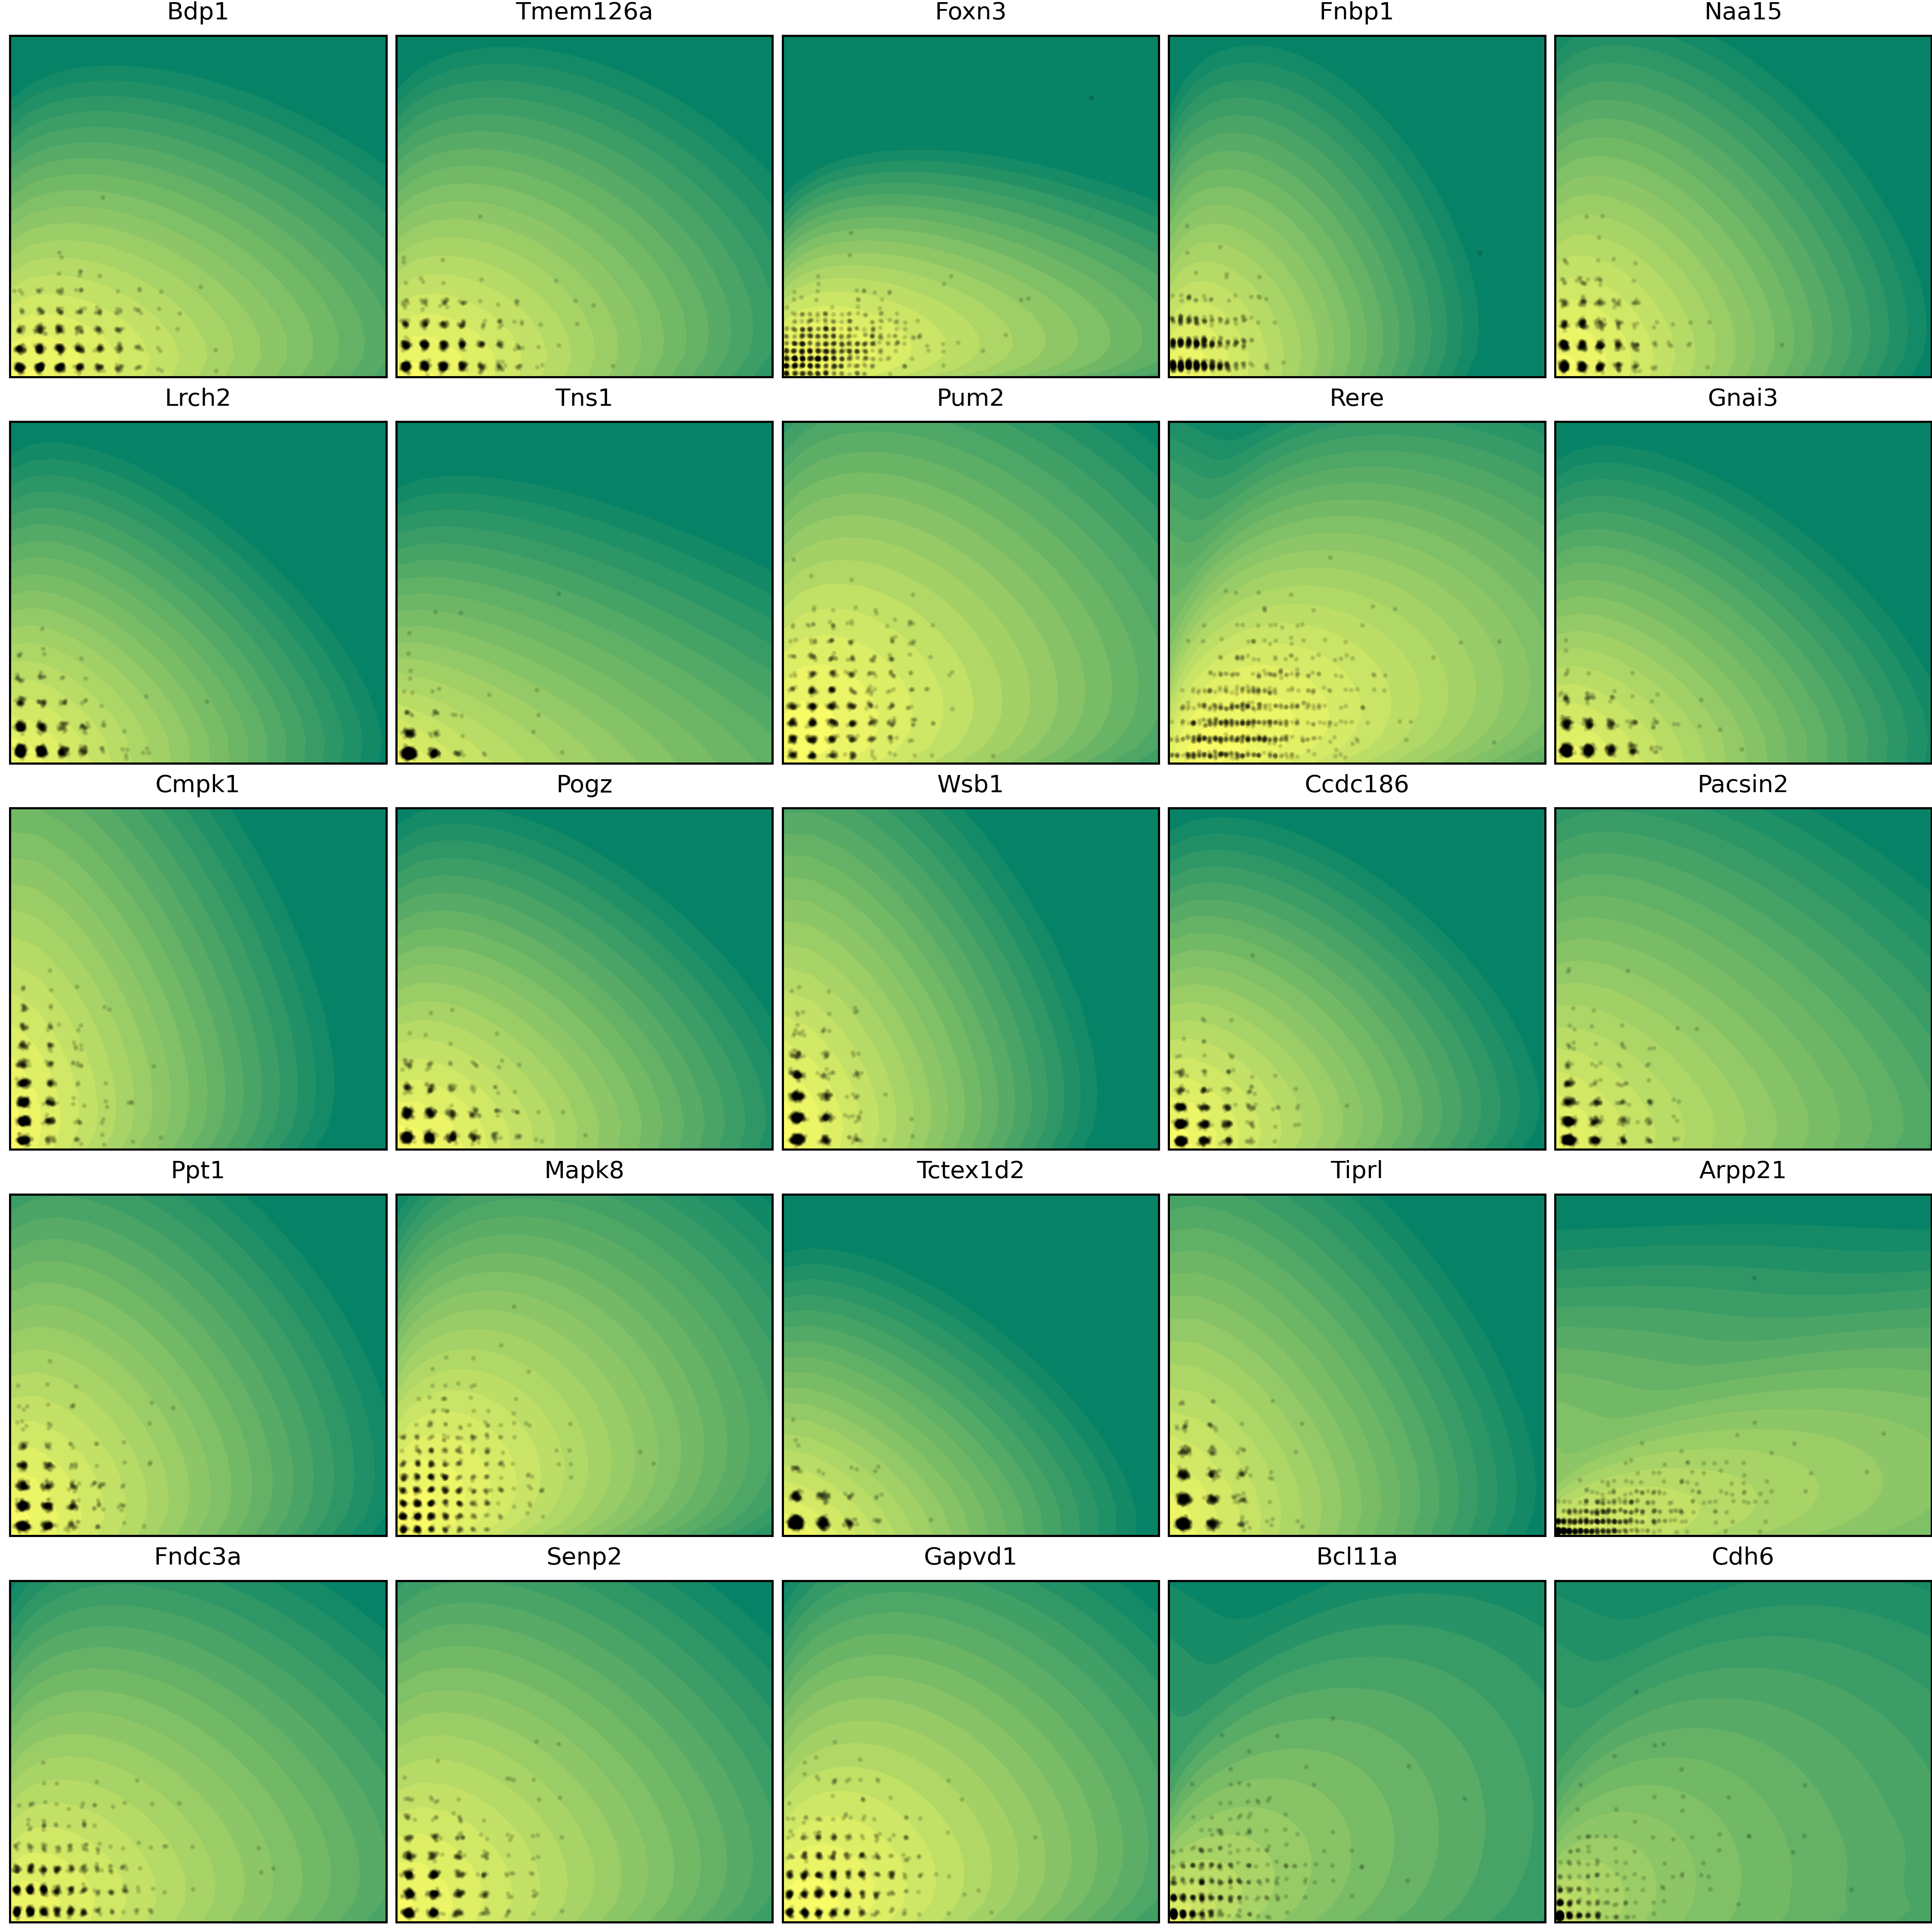 Bdp1 Tmem126a Foxn3 Fnbp1 Naa15
Lrch2 Tns1 Pum2 Rere Gnai3
Cmpk1 Pogz Wsb1 Ccdc186 Pacsin2
Ppt1 Mapk8 Tctex1d2 Tiprl Arpp21
Fndc3a Senp2 Gapvd1 Bcl11a Cdh6